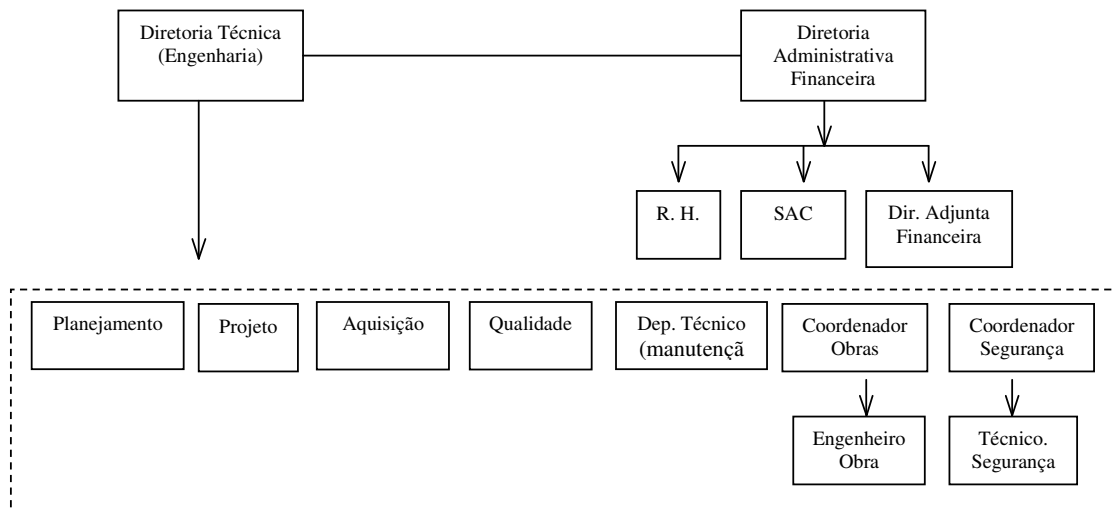 Diretoria Técnica
(Engenharia)
Diretoria
Administrativa
Financeira
R. H.
SAC
Dir. Adjunta
Financeira
Planejamento
Projeto
Aquisição
Qualidade
Dep. Técnico
(manutençã
Coordenador
Obras
Coordenador
Segurança
Engenheiro
Obra
Técnico.
Segurança